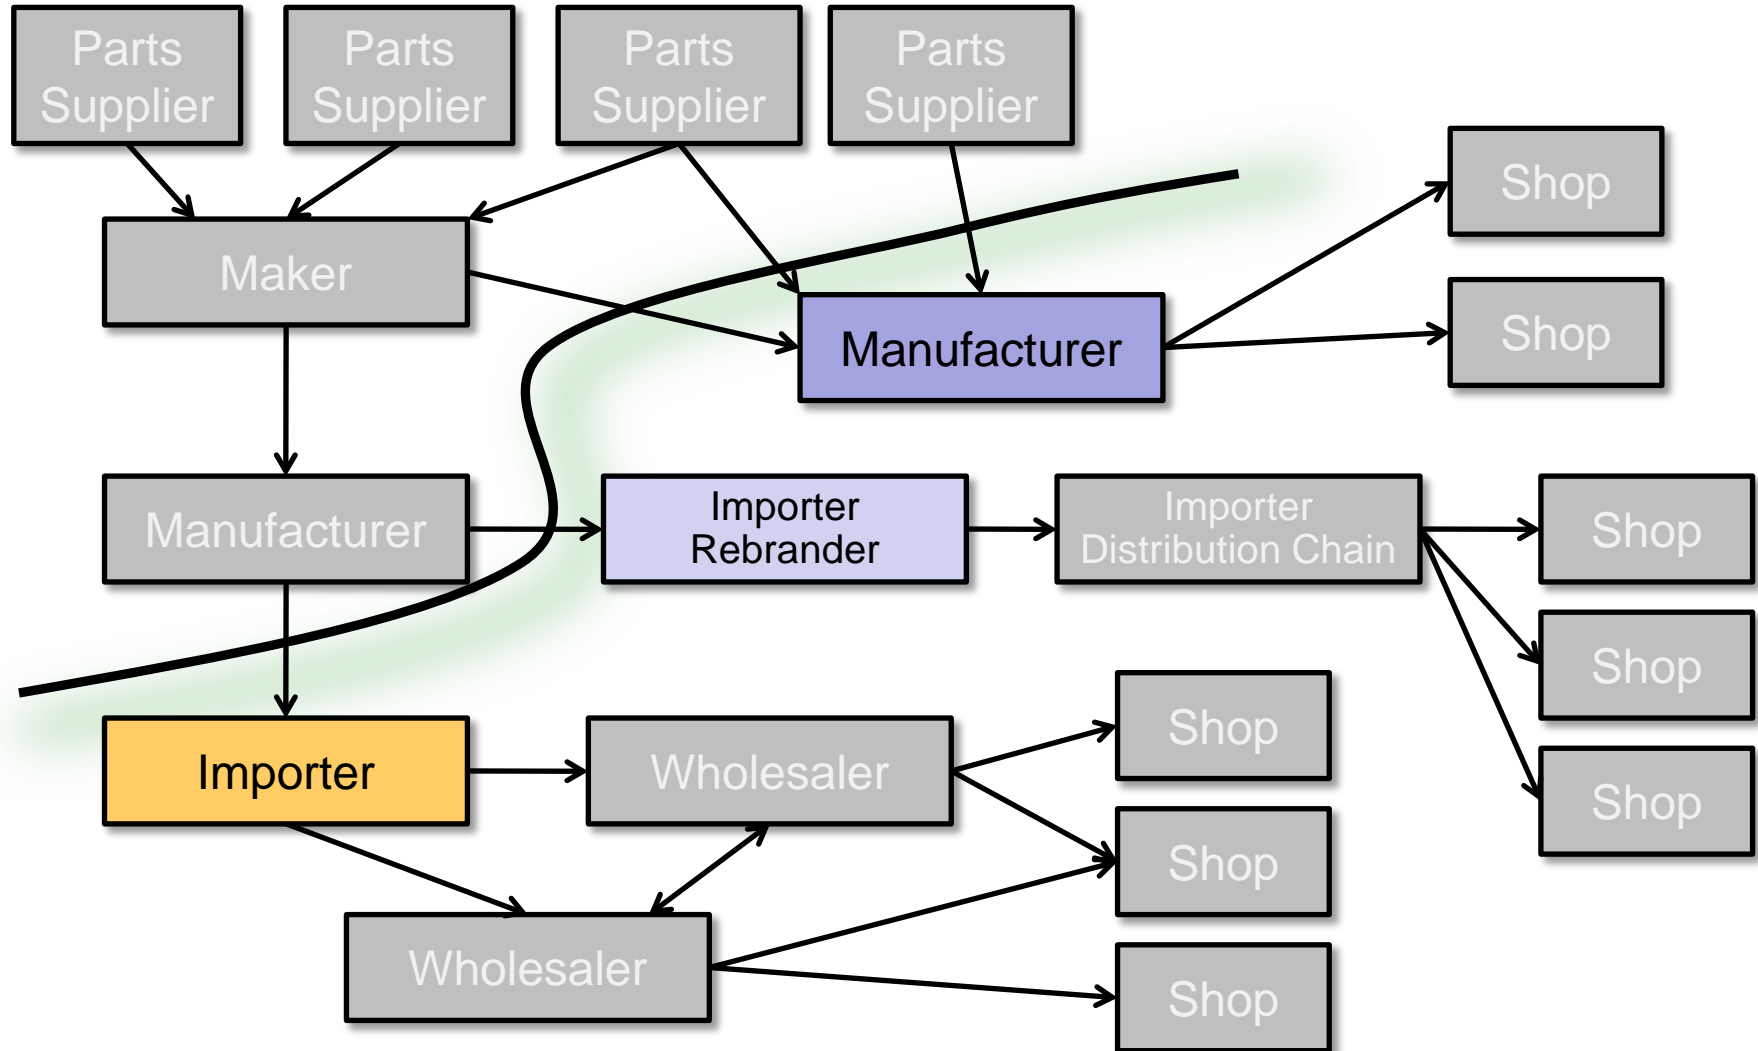 Parts
Supplier
Parts
Supplier
Parts
Supplier
Parts
Supplier
Shop
Maker
Shop
Manufacturer
Manufacturer
Importer
Rebrander
Importer
Distribution Chain
Shop
Shop
Shop
Importer
Wholesaler
Shop
Shop
Wholesaler
Shop